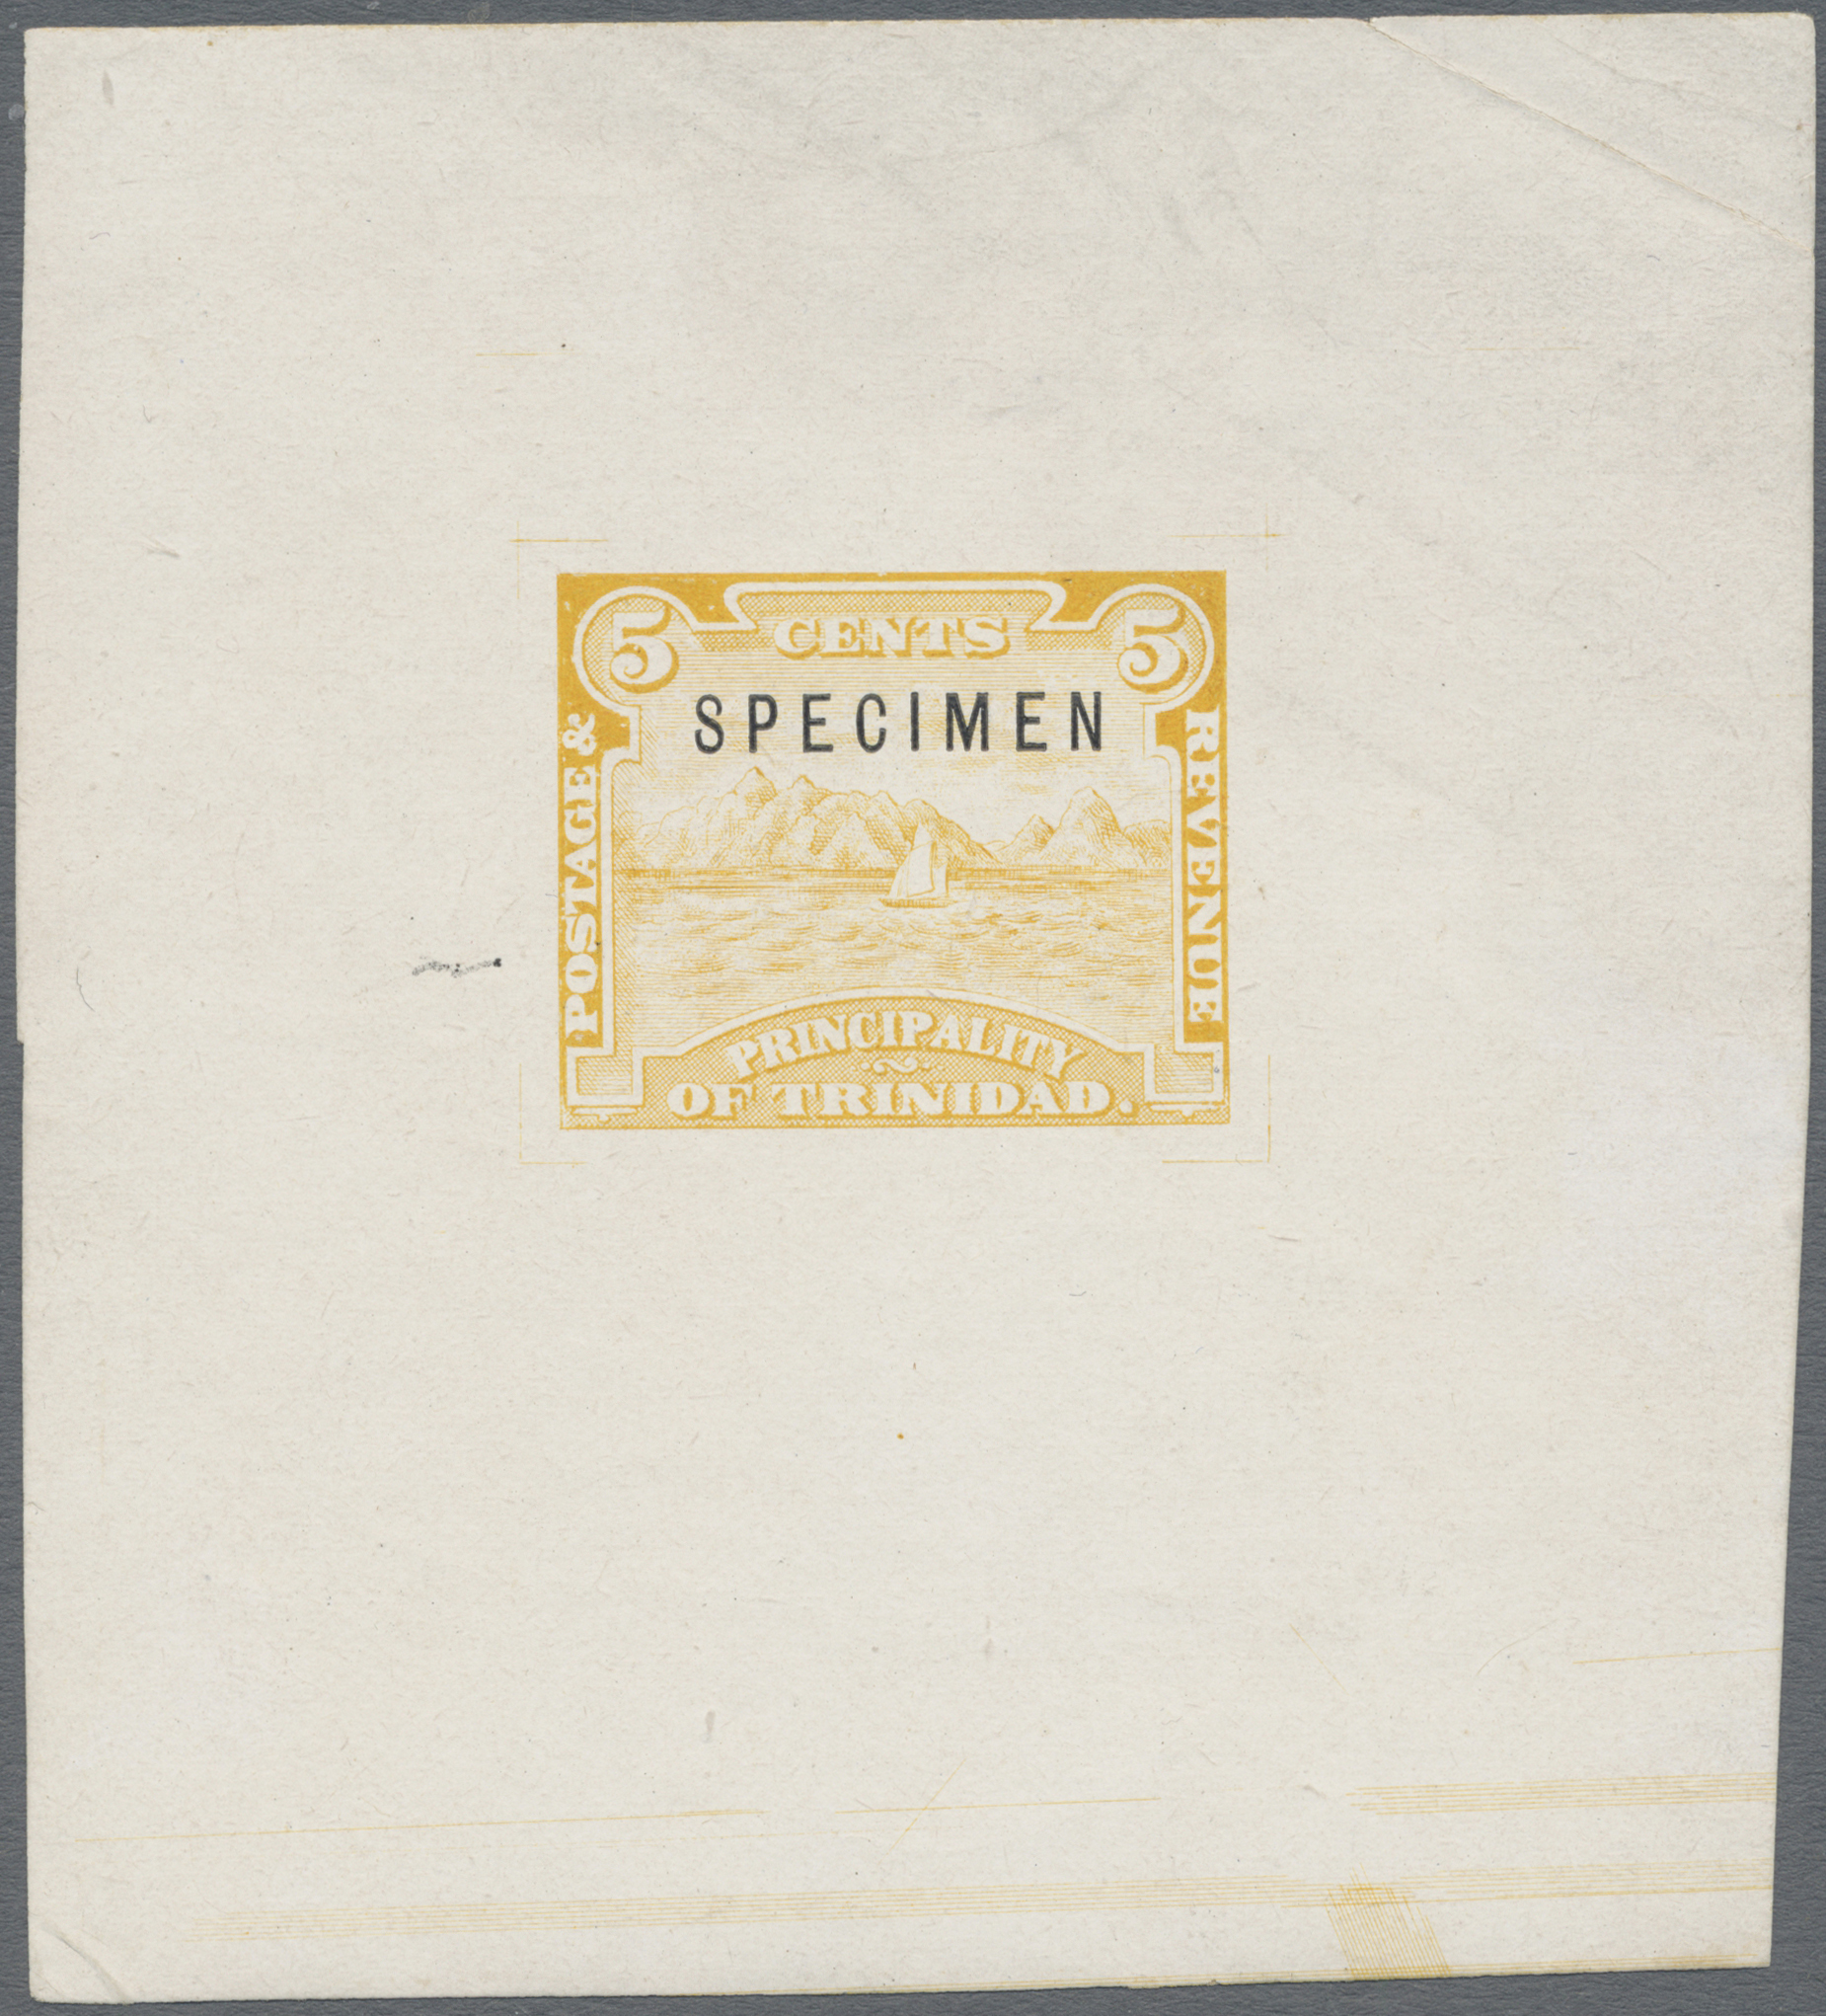 5 CENTS 5
SPECIMEN
POSTAGE &
REVENUE
PRINCIPALITY
OF TRINIDAD.